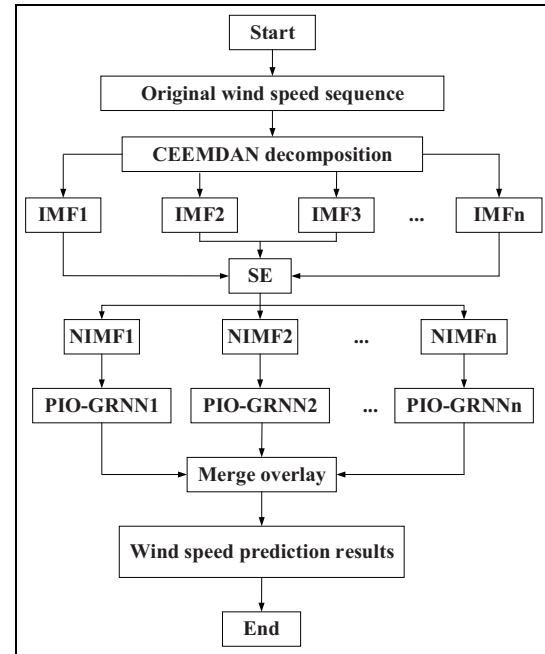 Start
Original wind speed sequence
CEEMDAN decomposition
IMF1 IMF2 IMF3 ... IMFn
SE
NIMF1 NIMF2 ... NIMFn
PIO-GRNN1 PIO-GRNN2 ... PIO-GRNNn
Merge overlay
Wind speed prediction results
End